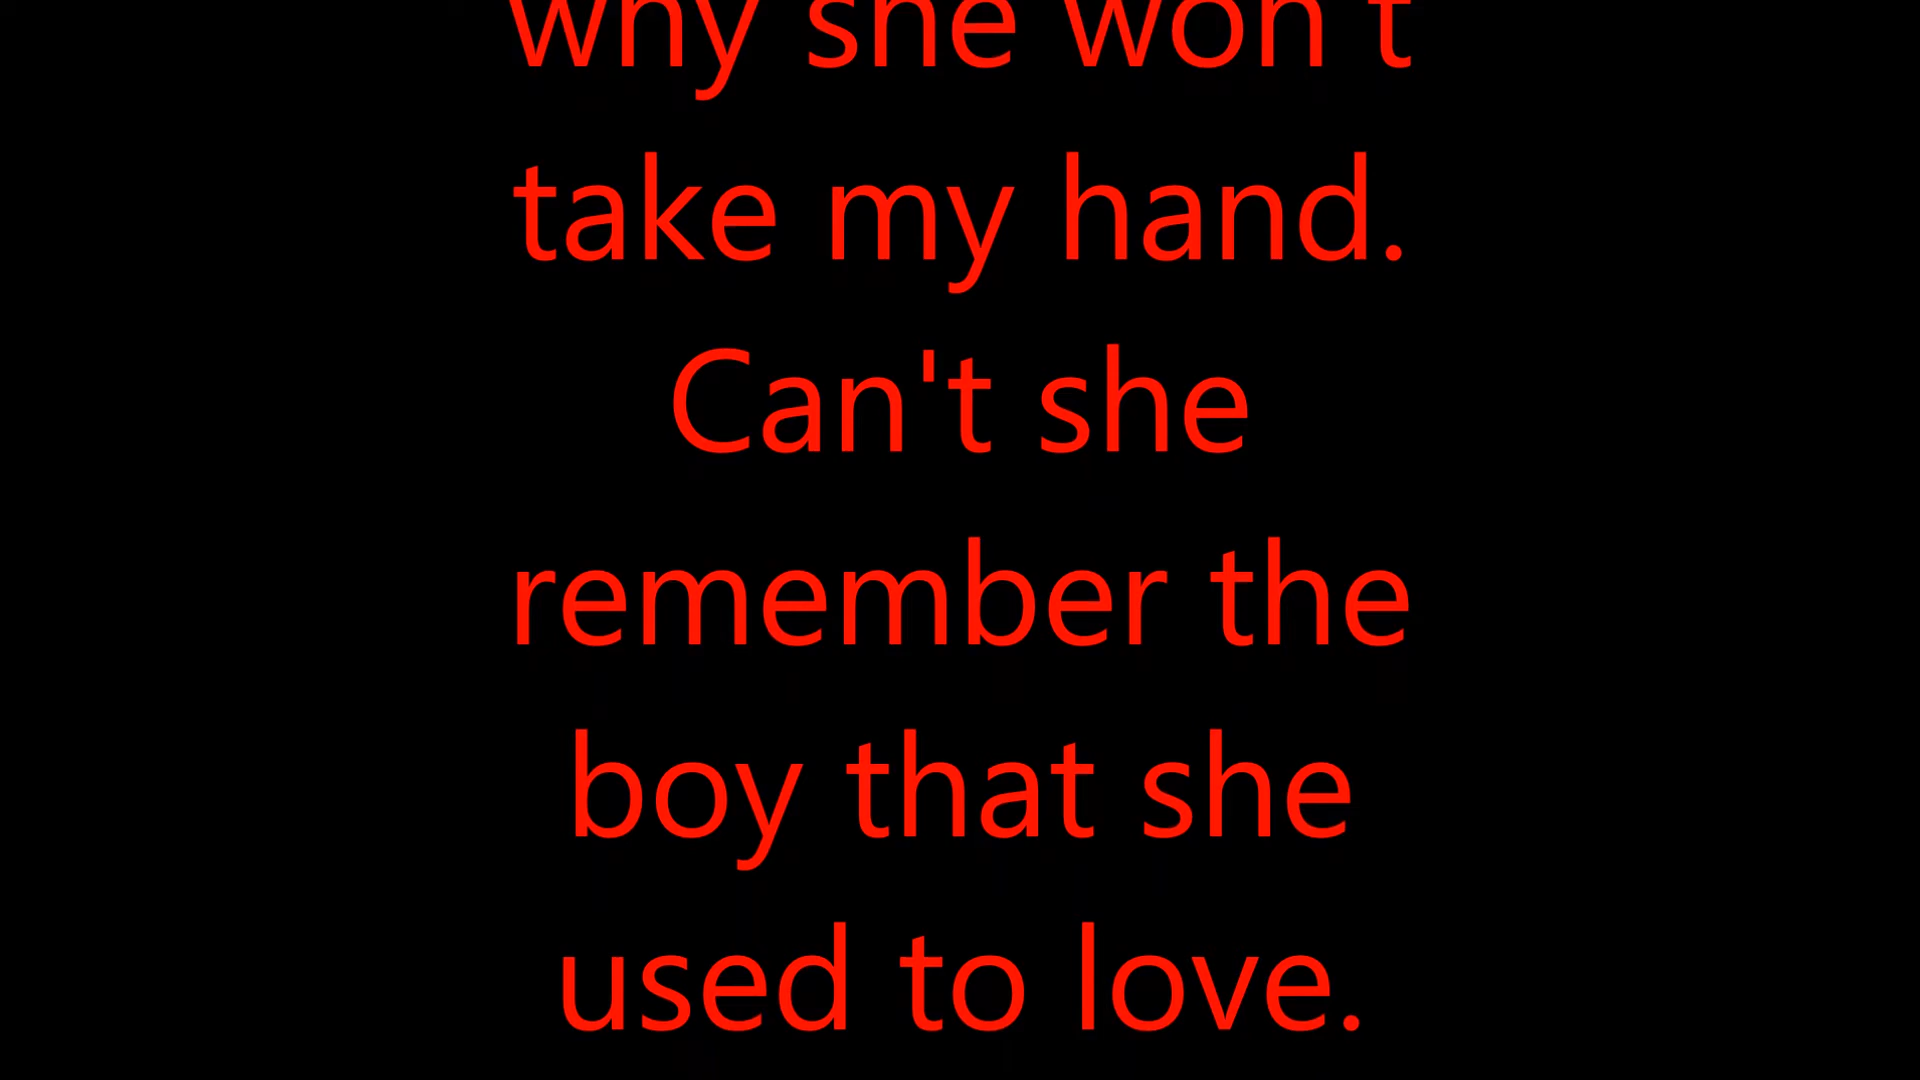 why she won't
take my hand.
Can't she
remember the
boy that she
used to love.